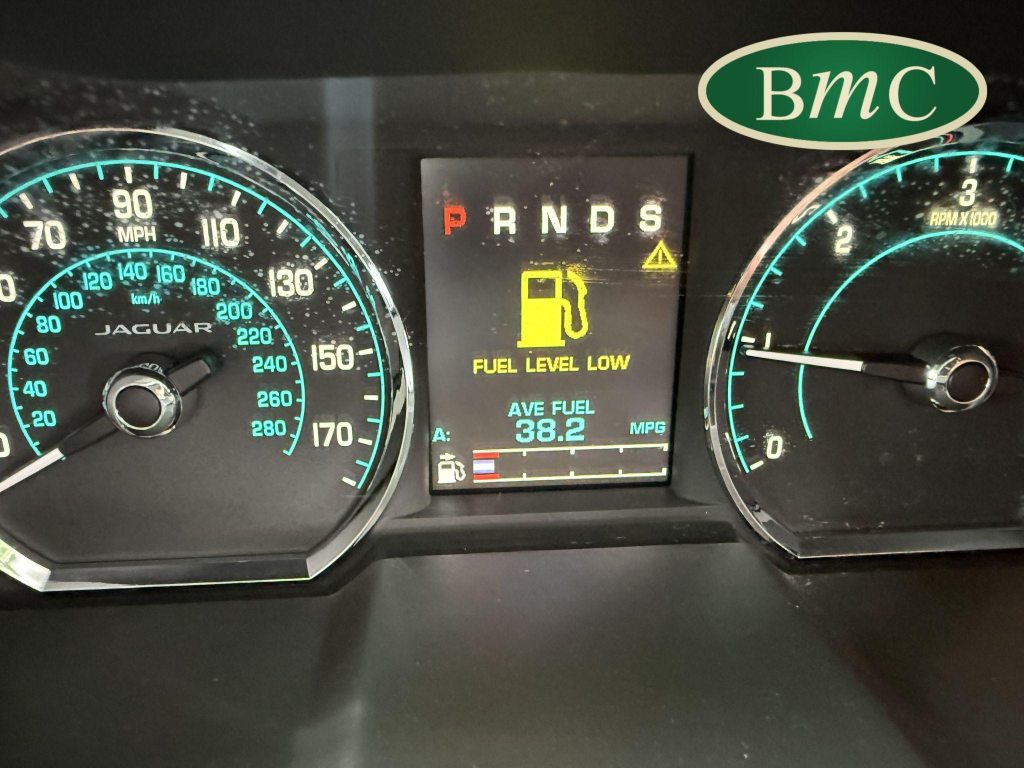 BmC
P R N D S
FUEL LEVEL LOW
AVE FUEL
A: 38.2 MPG
70 90 110 130 150 170
MPH
20 40 60 80 100 120 140 160 180 200 220 240 260 280
km/h
JAGUAR
0 1 2 3
RPM X 1000